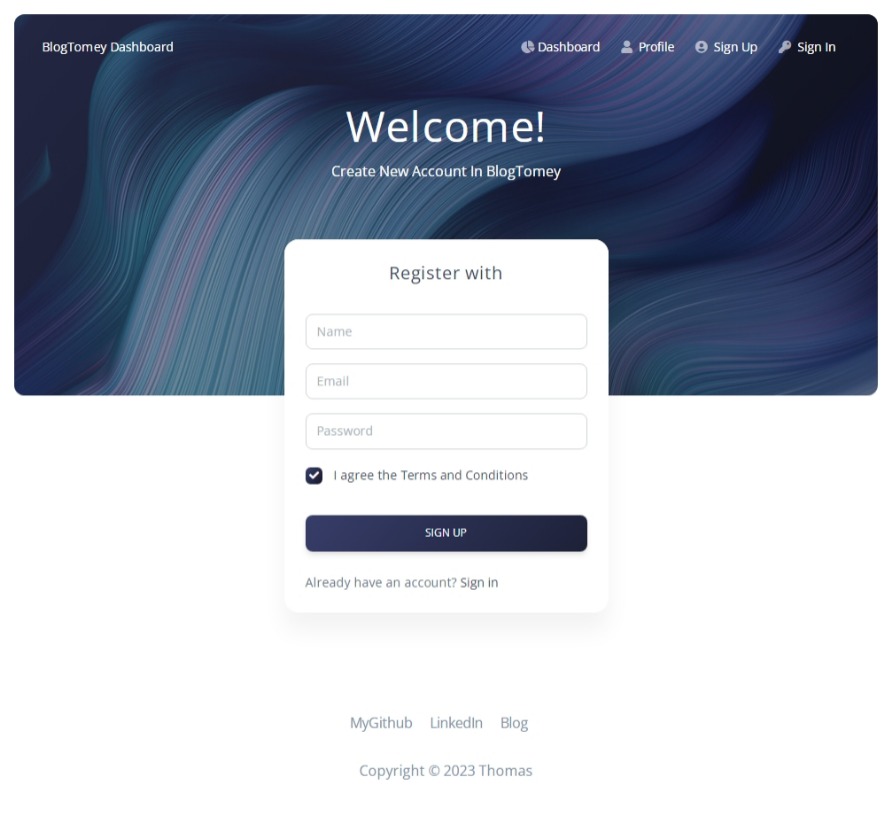 BlogTomey Dashboard Dashboard Profile Sign Up Sign In
Welcome!
Create New Account In BlogTomey
Register with
Name
Email
Password
I agree the Terms and Conditions
SIGN UP
Already have an account? Sign in
MyGithub LinkedIn Blog
Copyright © 2023 Thomas